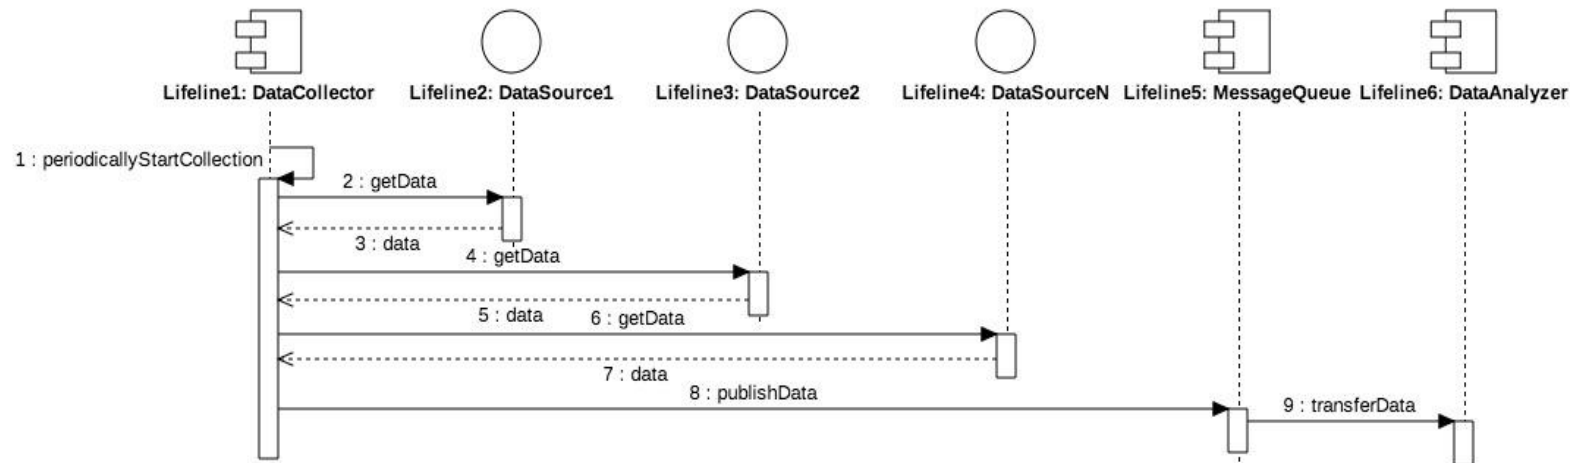 Lifeline1: DataCollector
Lifeline2: DataSource1
Lifeline3: DataSource2
Lifeline4: DataSourceN
Lifeline5: MessageQueue
Lifeline6: DataAnalyzer
1 : periodicallyStartCollection
2 : getData
3 : data
4 : getData
5 : data
6 : getData
7 : data
8 : publishData
9 : transferData